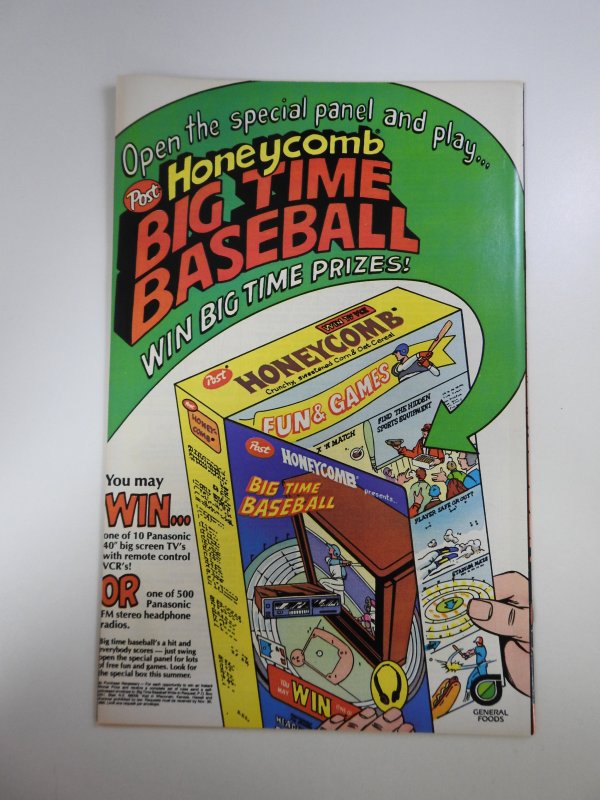 Open the special panel and play...
Post Honeycomb®
BIG TIME
BASEBALL
WIN BIG TIME PRIZES!
Post
HONEYCOMB®
Crunchy, Sweetened Corn & Oat Cereal
FUN & GAMES
Post
HONEY-
COMB®
'N MATCH
FIND THE HIDDEN
SPORTS EQUIPMENT
Post HONEYCOMB® presents...
BIG TIME
BASEBALL
PLAYER SAFE OR OUT?
STADIUM MAZE
YOU
MAY
WIN
You may
WIN...
one of 10 Panasonic
40" big screen TV's
with remote control
VCR's!
OR one of 500
Panasonic
FM stereo headphone
radios.
Big time baseball's a hit and
everybody scores — just swing
open the special panel for lots
of free fun and games. Look for
the special box this summer.
GENERAL
FOODS